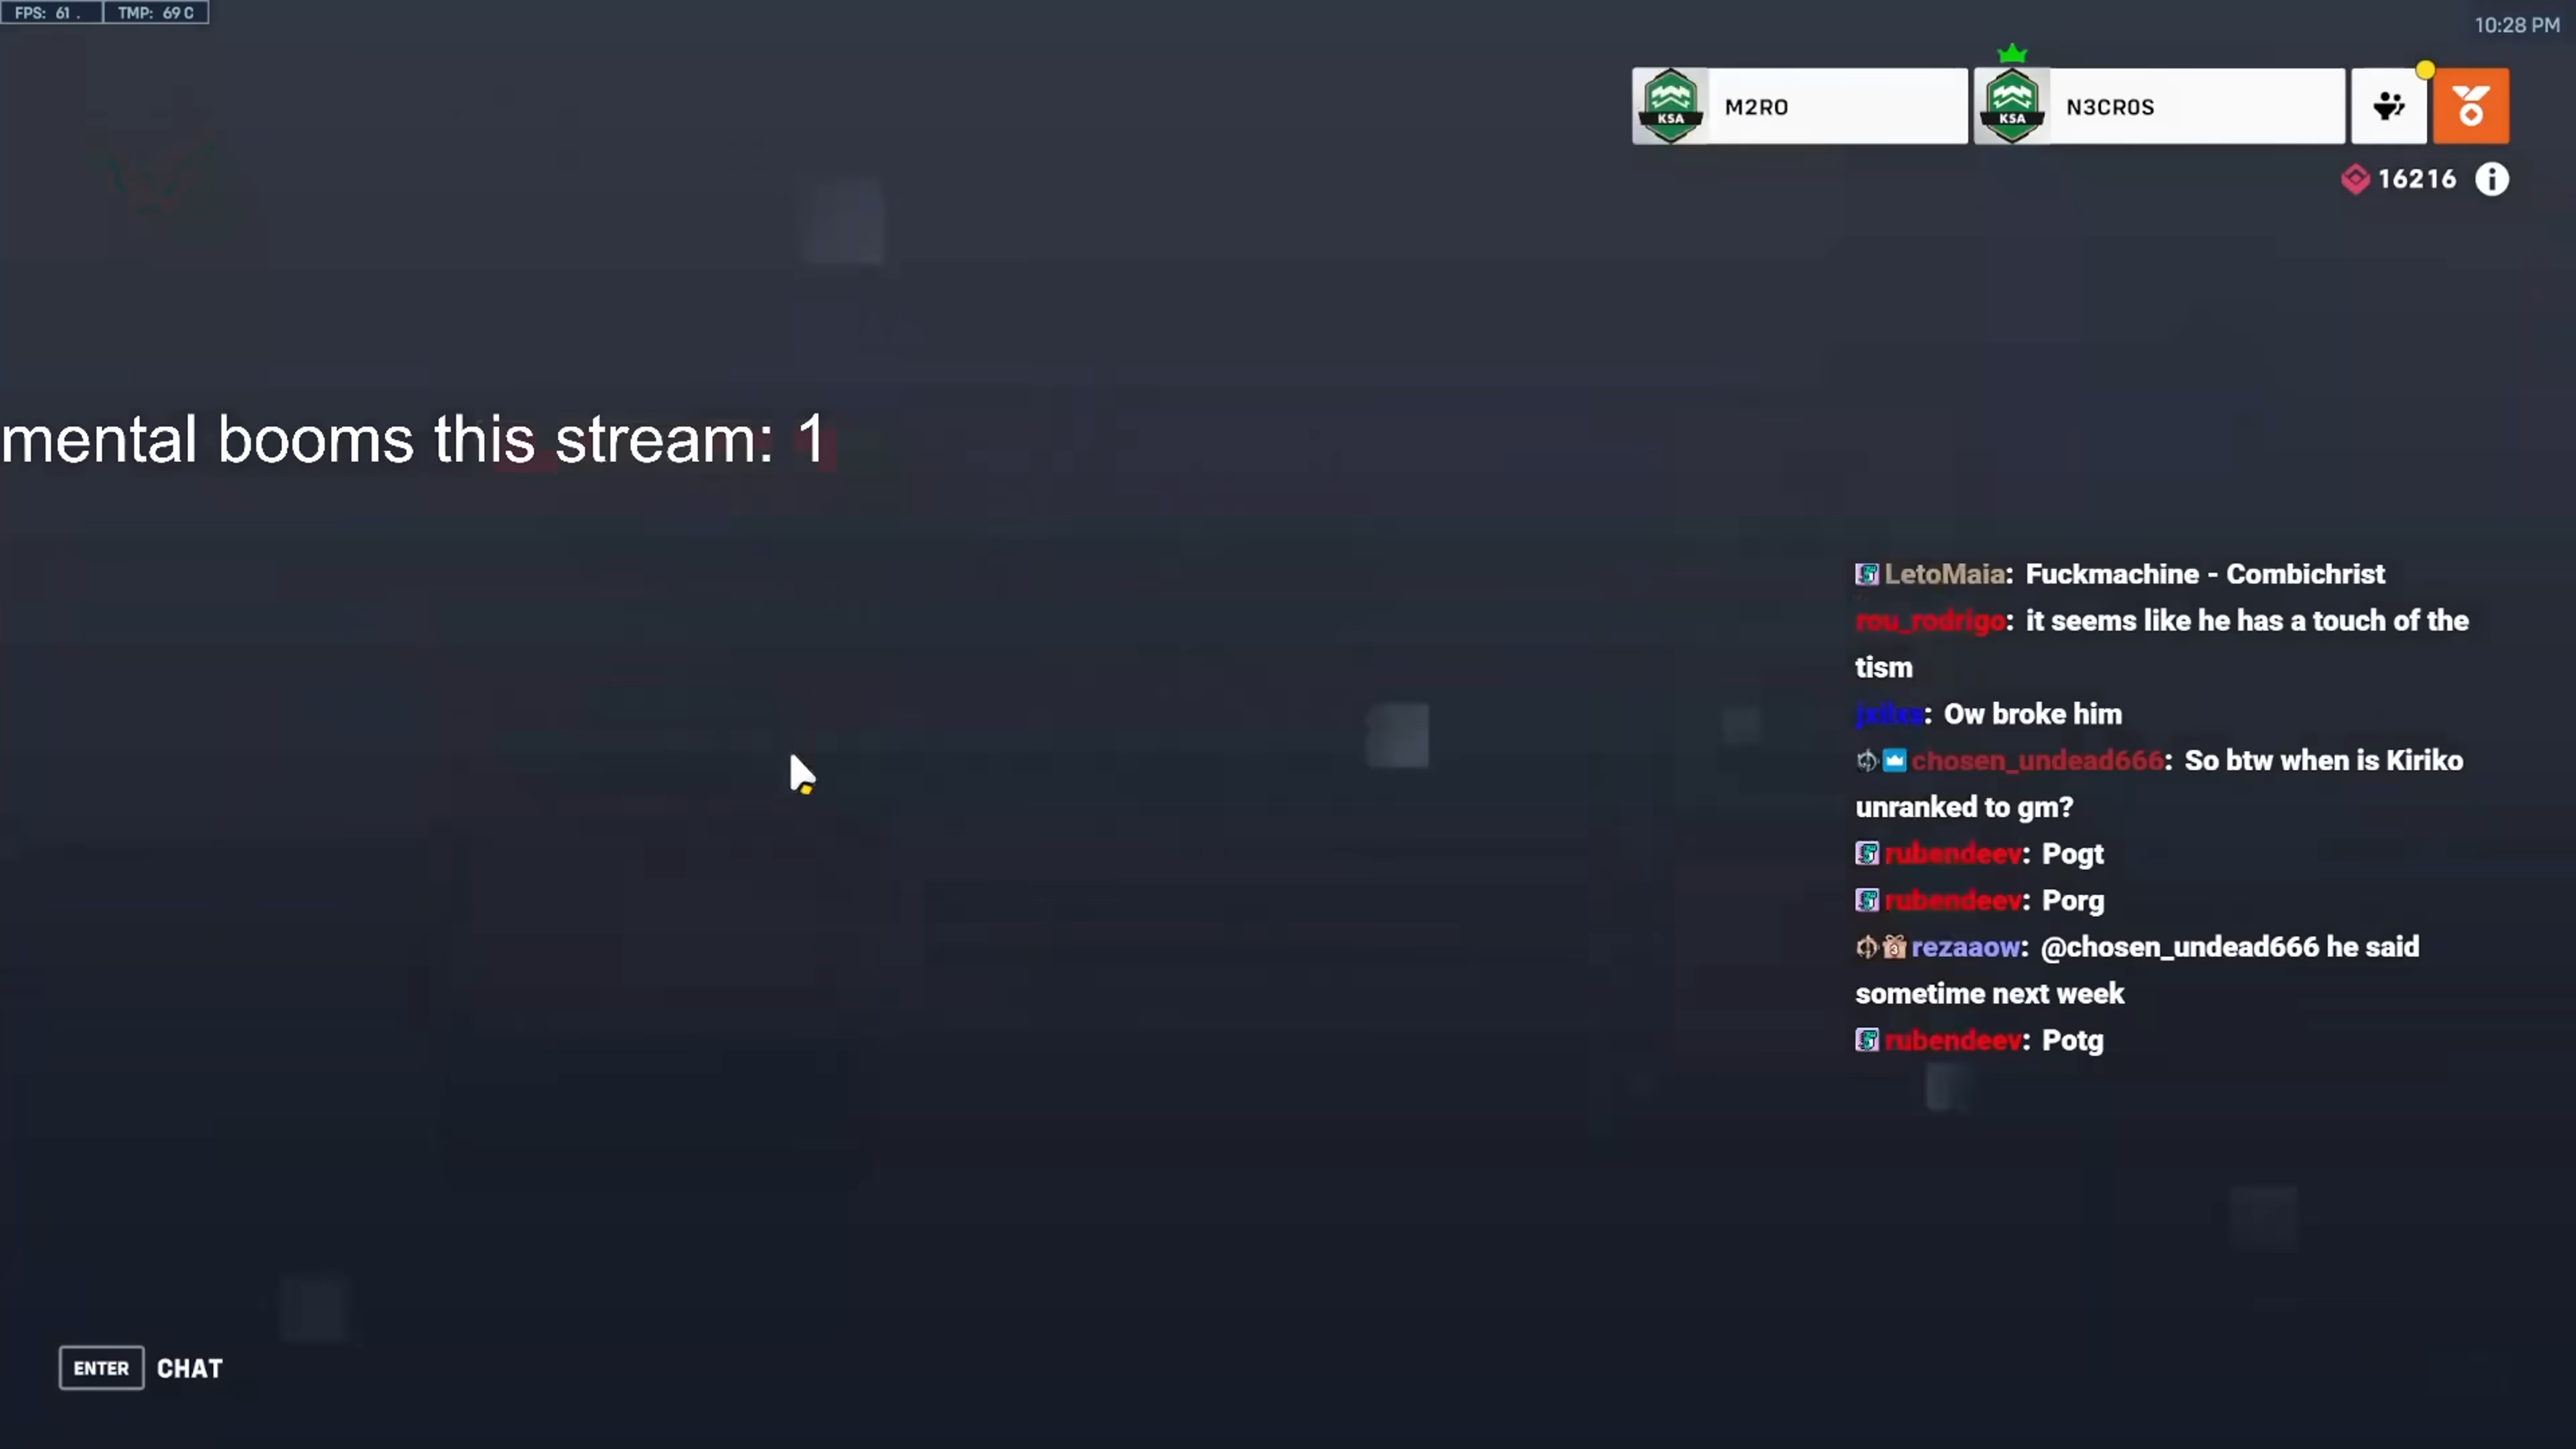 FPS: 61 . TMP: 69 C
10:28 PM
KSA M2RO KSA N3CR0S
16216
mental booms this stream: 1
LetoMaia: Fuckmachine - Combichrist
rou_rodrigo: it seems like he has a touch of the
tism
jxilxs: Ow broke him
chosen_undead666: So btw when is Kiriko
unranked to gm?
rubendeev: Pogt
rubendeev: Porg
rezaaow: @chosen_undead666 he said
sometime next week
rubendeev: Potg
ENTER CHAT